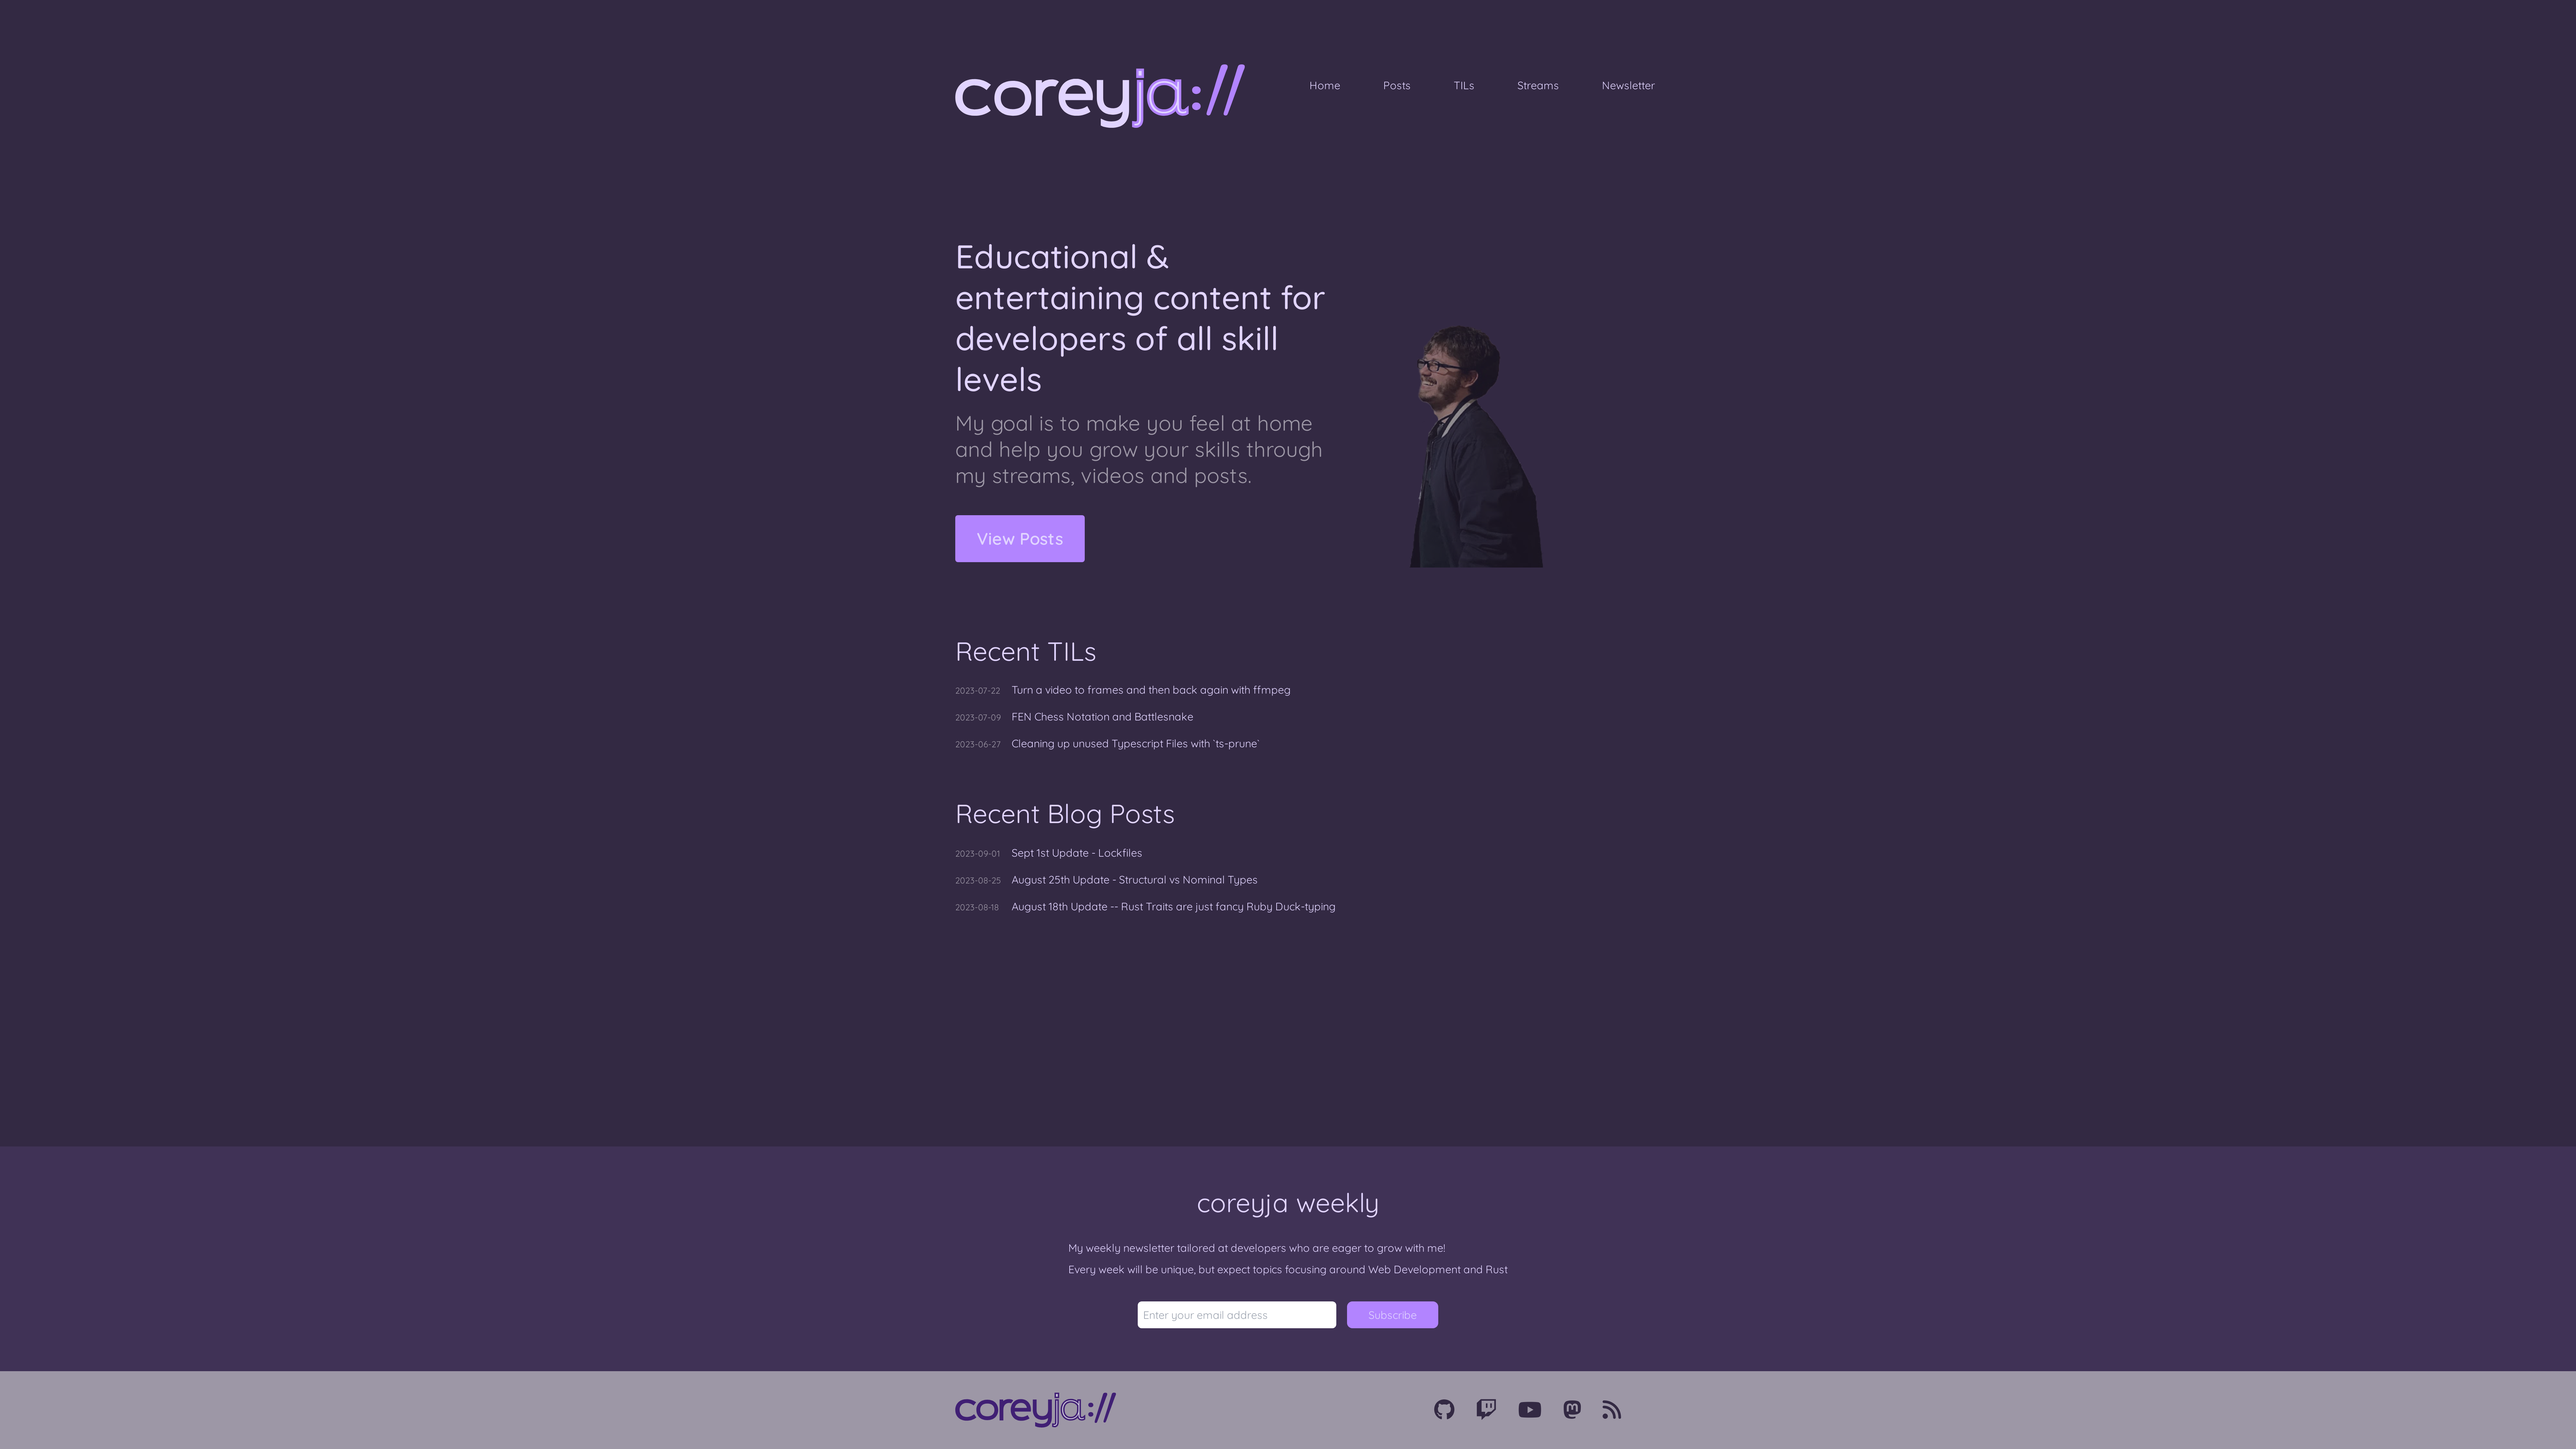 coreyja://
Home Posts TILs Streams Newsletter
Educational &
entertaining content for
developers of all skill
levels
My goal is to make you feel at home
and help you grow your skills through
my streams, videos and posts.
View Posts
Recent TILs
2023-07-22 Turn a video to frames and then back again with ffmpeg
2023-07-09 FEN Chess Notation and Battlesnake
2023-06-27 Cleaning up unused Typescript Files with `ts-prune`
Recent Blog Posts
2023-09-01 Sept 1st Update - Lockfiles
2023-08-25 August 25th Update - Structural vs Nominal Types
2023-08-18 August 18th Update -- Rust Traits are just fancy Ruby Duck-typing
coreyja weekly
My weekly newsletter tailored at developers who are eager to grow with me!
Every week will be unique, but expect topics focusing around Web Development and Rust
Enter your email address Subscribe
coreyja://